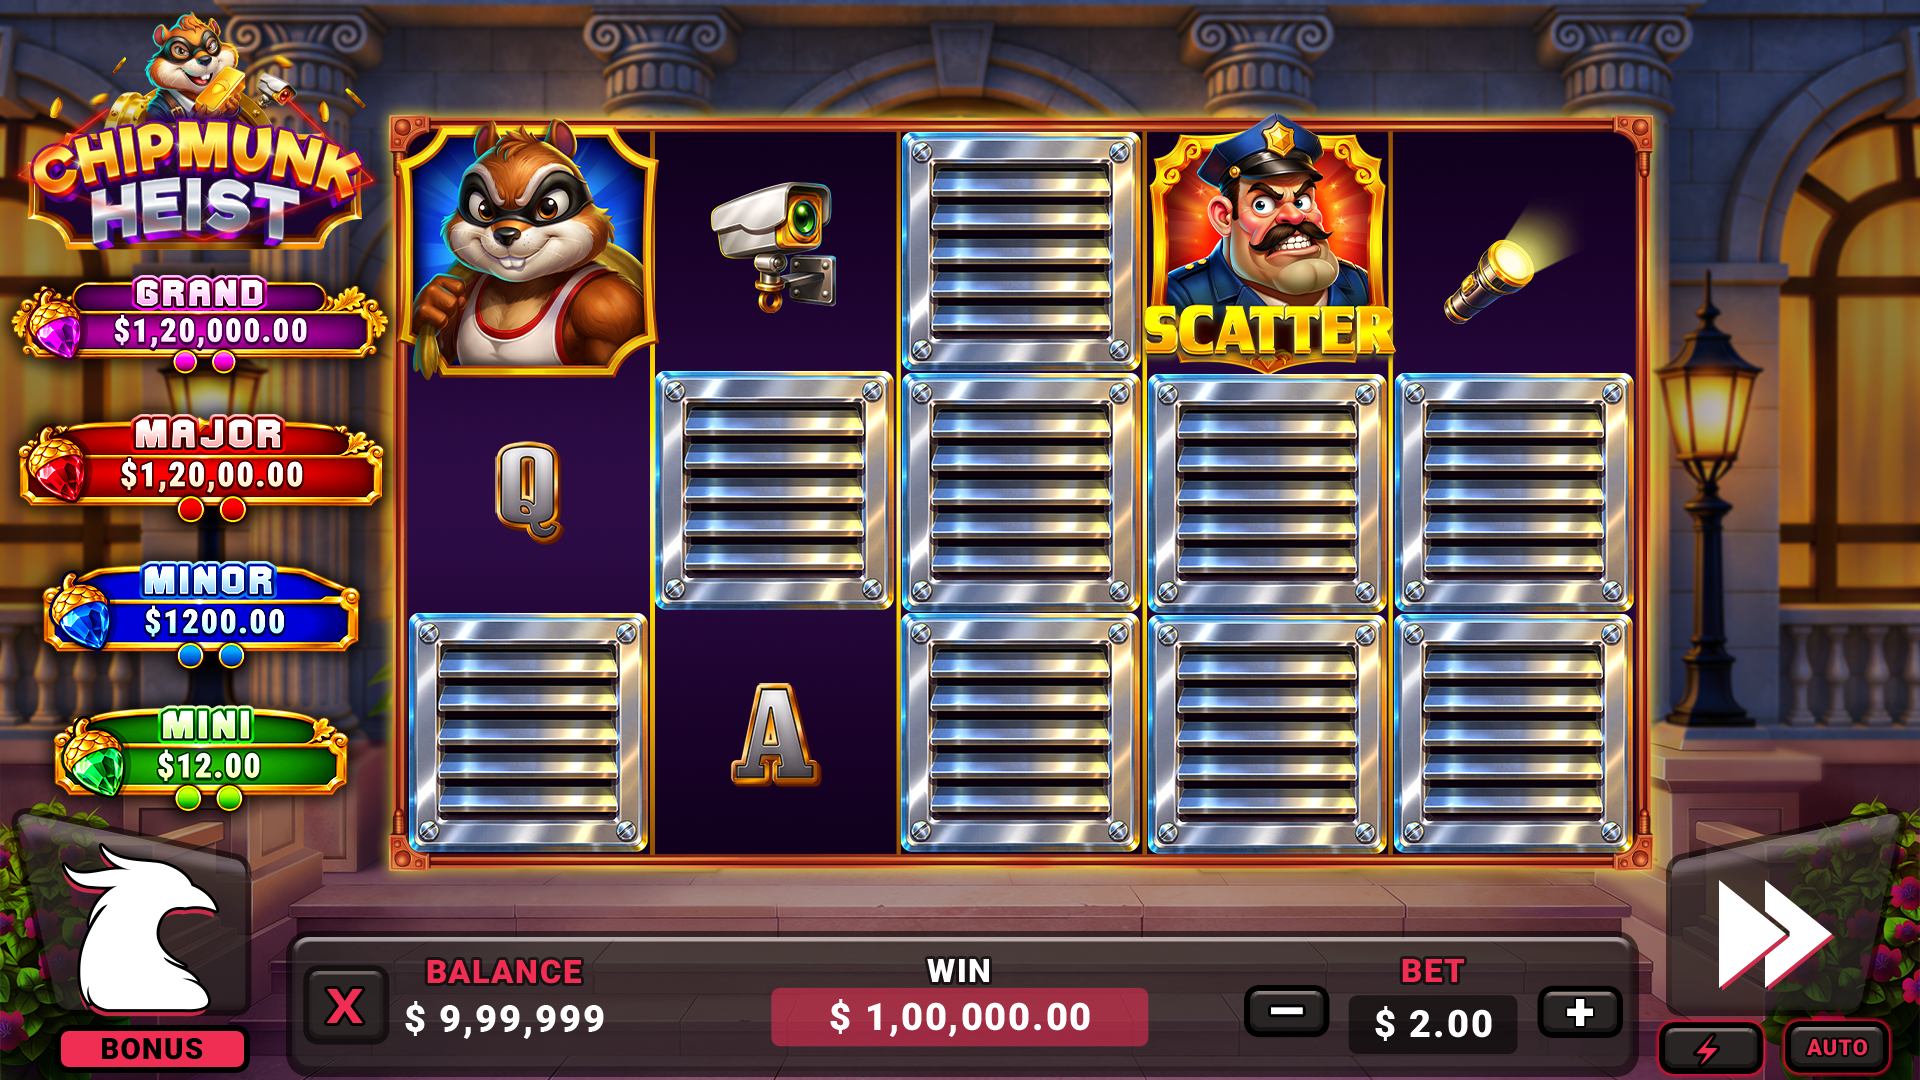 CHIPMUNK
HEIST
GRAND
$1,20,000.00
MAJOR
$1,20,00.00
MINOR
$1200.00
MINI
$12.00
SCATTER
Q
A
BONUS
X
BALANCE
$ 9,99,999
WIN
$ 1,00,000.00
BET
$ 2.00
AUTO